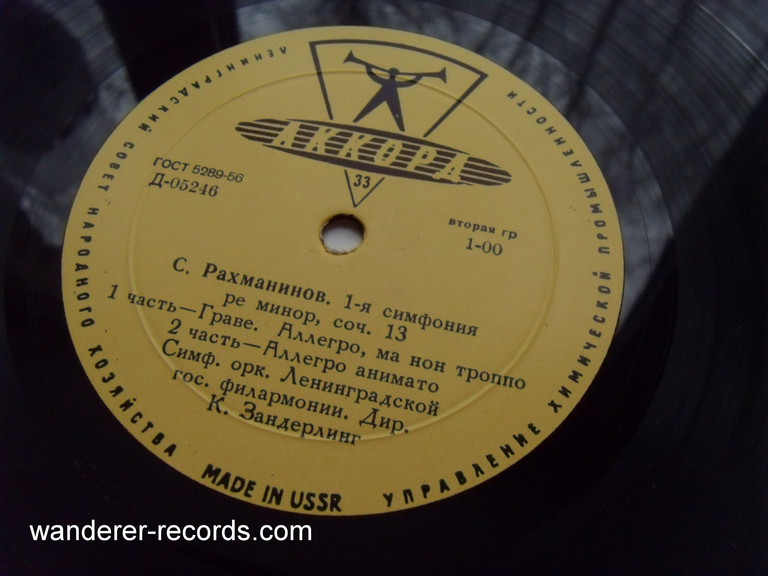 ЛЕНИНГРАДСКИЙ СОВЕТ НАРОДНОГО ХОЗЯЙСТВА
УПРАВЛЕНИЕ ХИМИЧЕСКОЙ ПРОМЫШЛЕННОСТИ
АККОРД
33
ГОСТ 5289-56
Д-05246
вторая гр
1-00
С. Рахманинов. 1-я симфония
ре минор, соч. 13
1 часть—Граве. Аллегро, ма нон троппо
2 часть—Аллегро анимато
Симф. орк. Ленинградской
гос. филармонии. Дир.
К. Зандерлинг
MADE IN USSR
wanderer-records.com